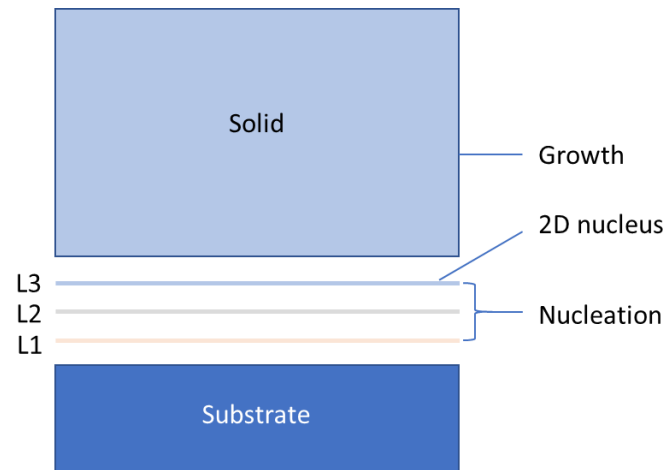 Solid
Growth
2D nucleus
L3
L2
Nucleation
L1
Substrate